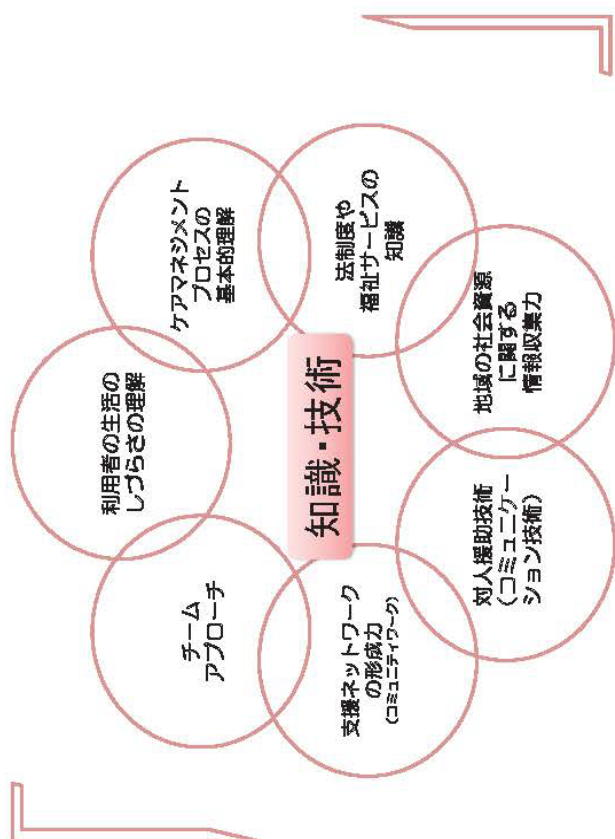 知識・技術
利用者の生活の
しづらさの理解
ケアマネジメント
プロセスの
基本的理解
法制度や
福祉サービスの
知識
地域の社会資源
に関する
情報収集力
対人援助技術
（コミュニケー
ション技術）
支援ネットワーク
の形成力
（コミュニティワーク）
チーム
アプローチ